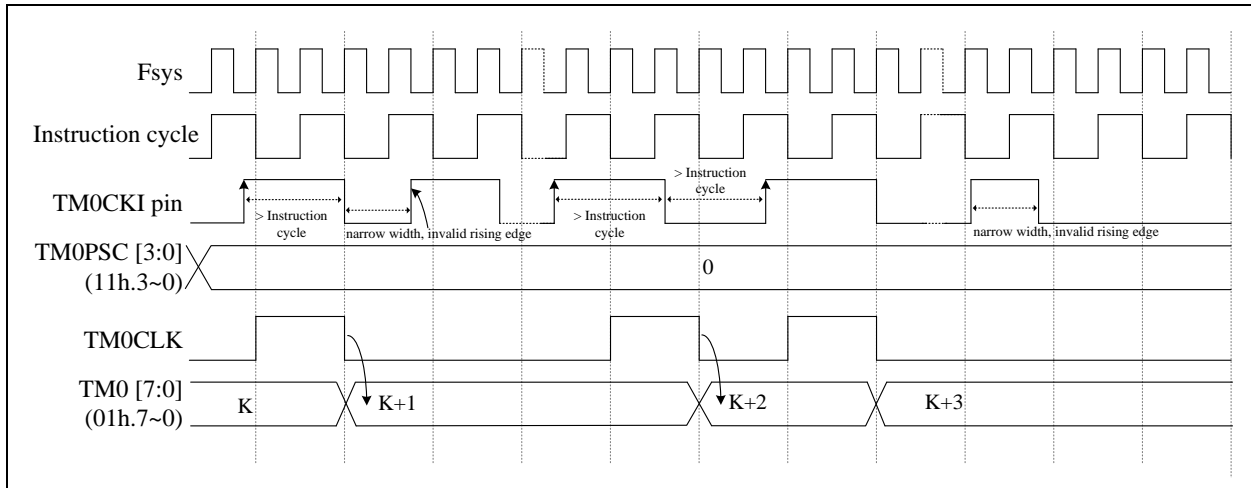 Fsys
Instruction cycle
> Instruction
cycle
TM0CKI pin
> Instruction
cycle
narrow width, invalid rising edge
> Instruction
cycle
narrow width, invalid rising edge
TM0PSC [3:0]
(11h.3~0)
0
TM0CLK
TM0 [7:0]
(01h.7~0)
K
K+1
K+2
K+3